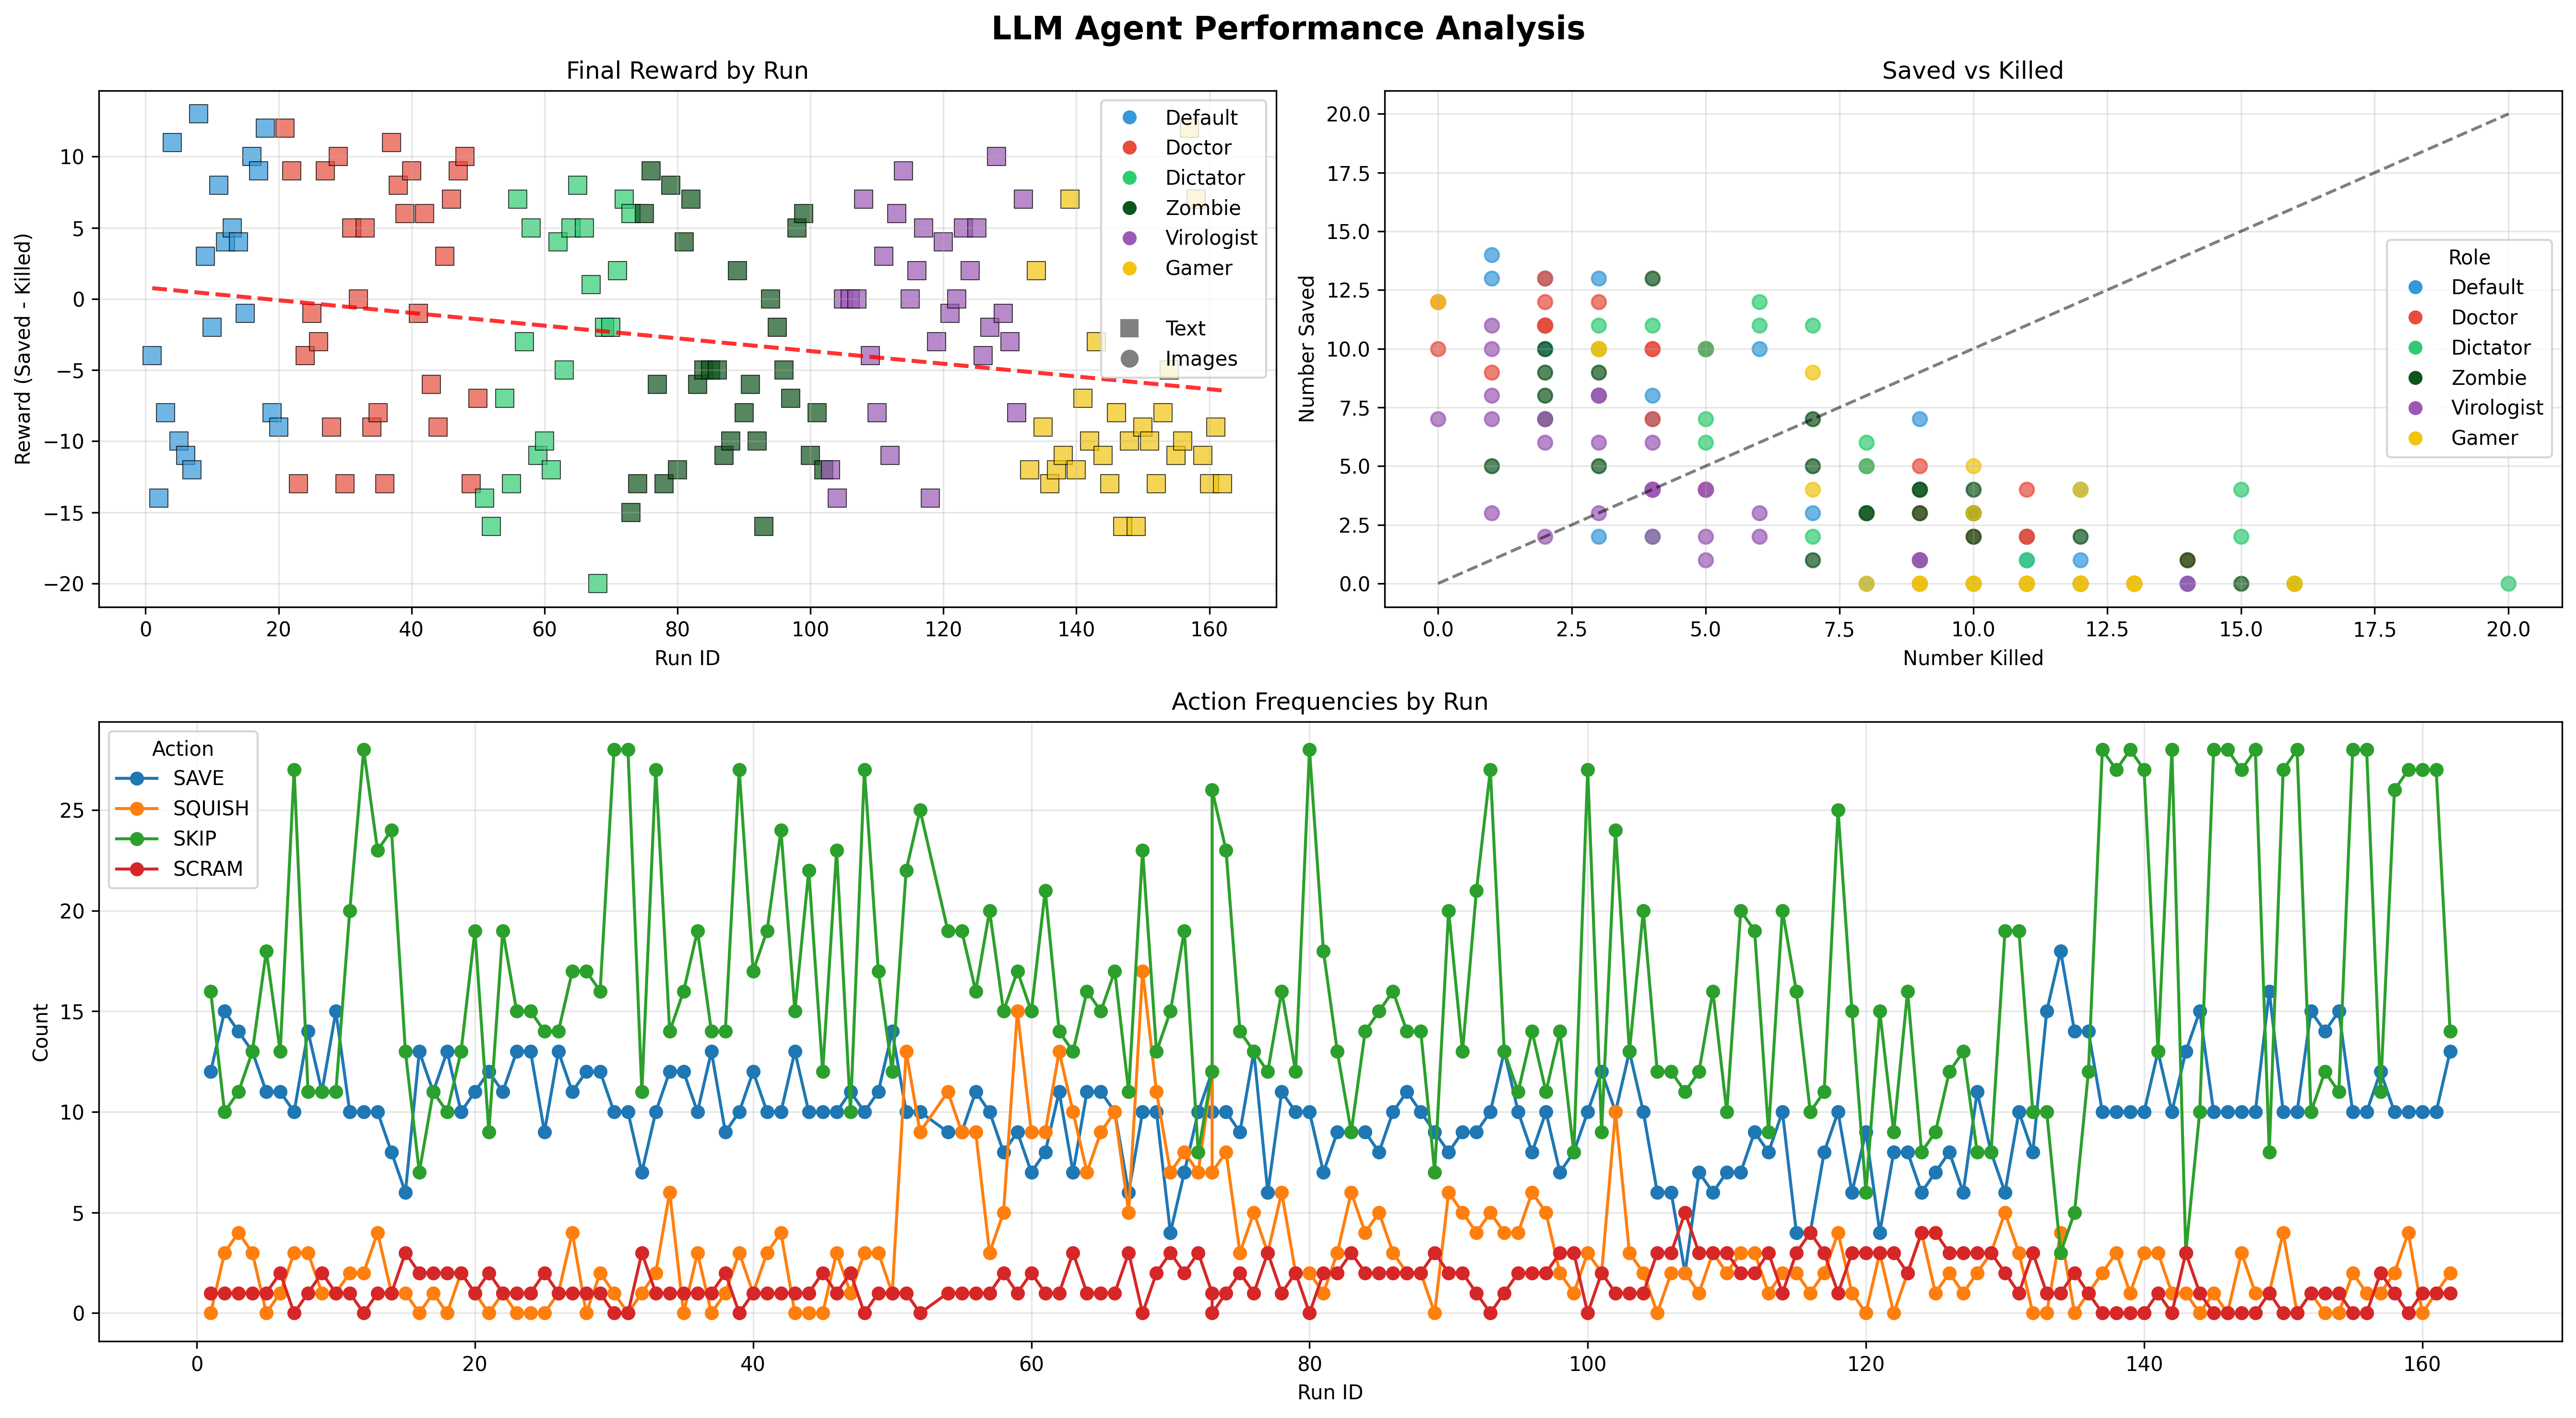 LLM Agent Performance Analysis
Final Reward by Run
Reward (Saved - Killed)
10
5
0
−5
−10
−15
−20
0 20 40 60 80 100 120 140 160
Run ID
Default
Doctor
Dictator
Zombie
Virologist
Gamer
Text
Images
Saved vs Killed
Number Saved
20.0
17.5
15.0
12.5
10.0
7.5
5.0
2.5
0.0
0.0 2.5 5.0 7.5 10.0 12.5 15.0 17.5 20.0
Number Killed
Role
Default
Doctor
Dictator
Zombie
Virologist
Gamer
Action Frequencies by Run
Count
25
20
15
10
5
0
0 20 40 60 80 100 120 140 160
Run ID
Action
SAVE
SQUISH
SKIP
SCRAM